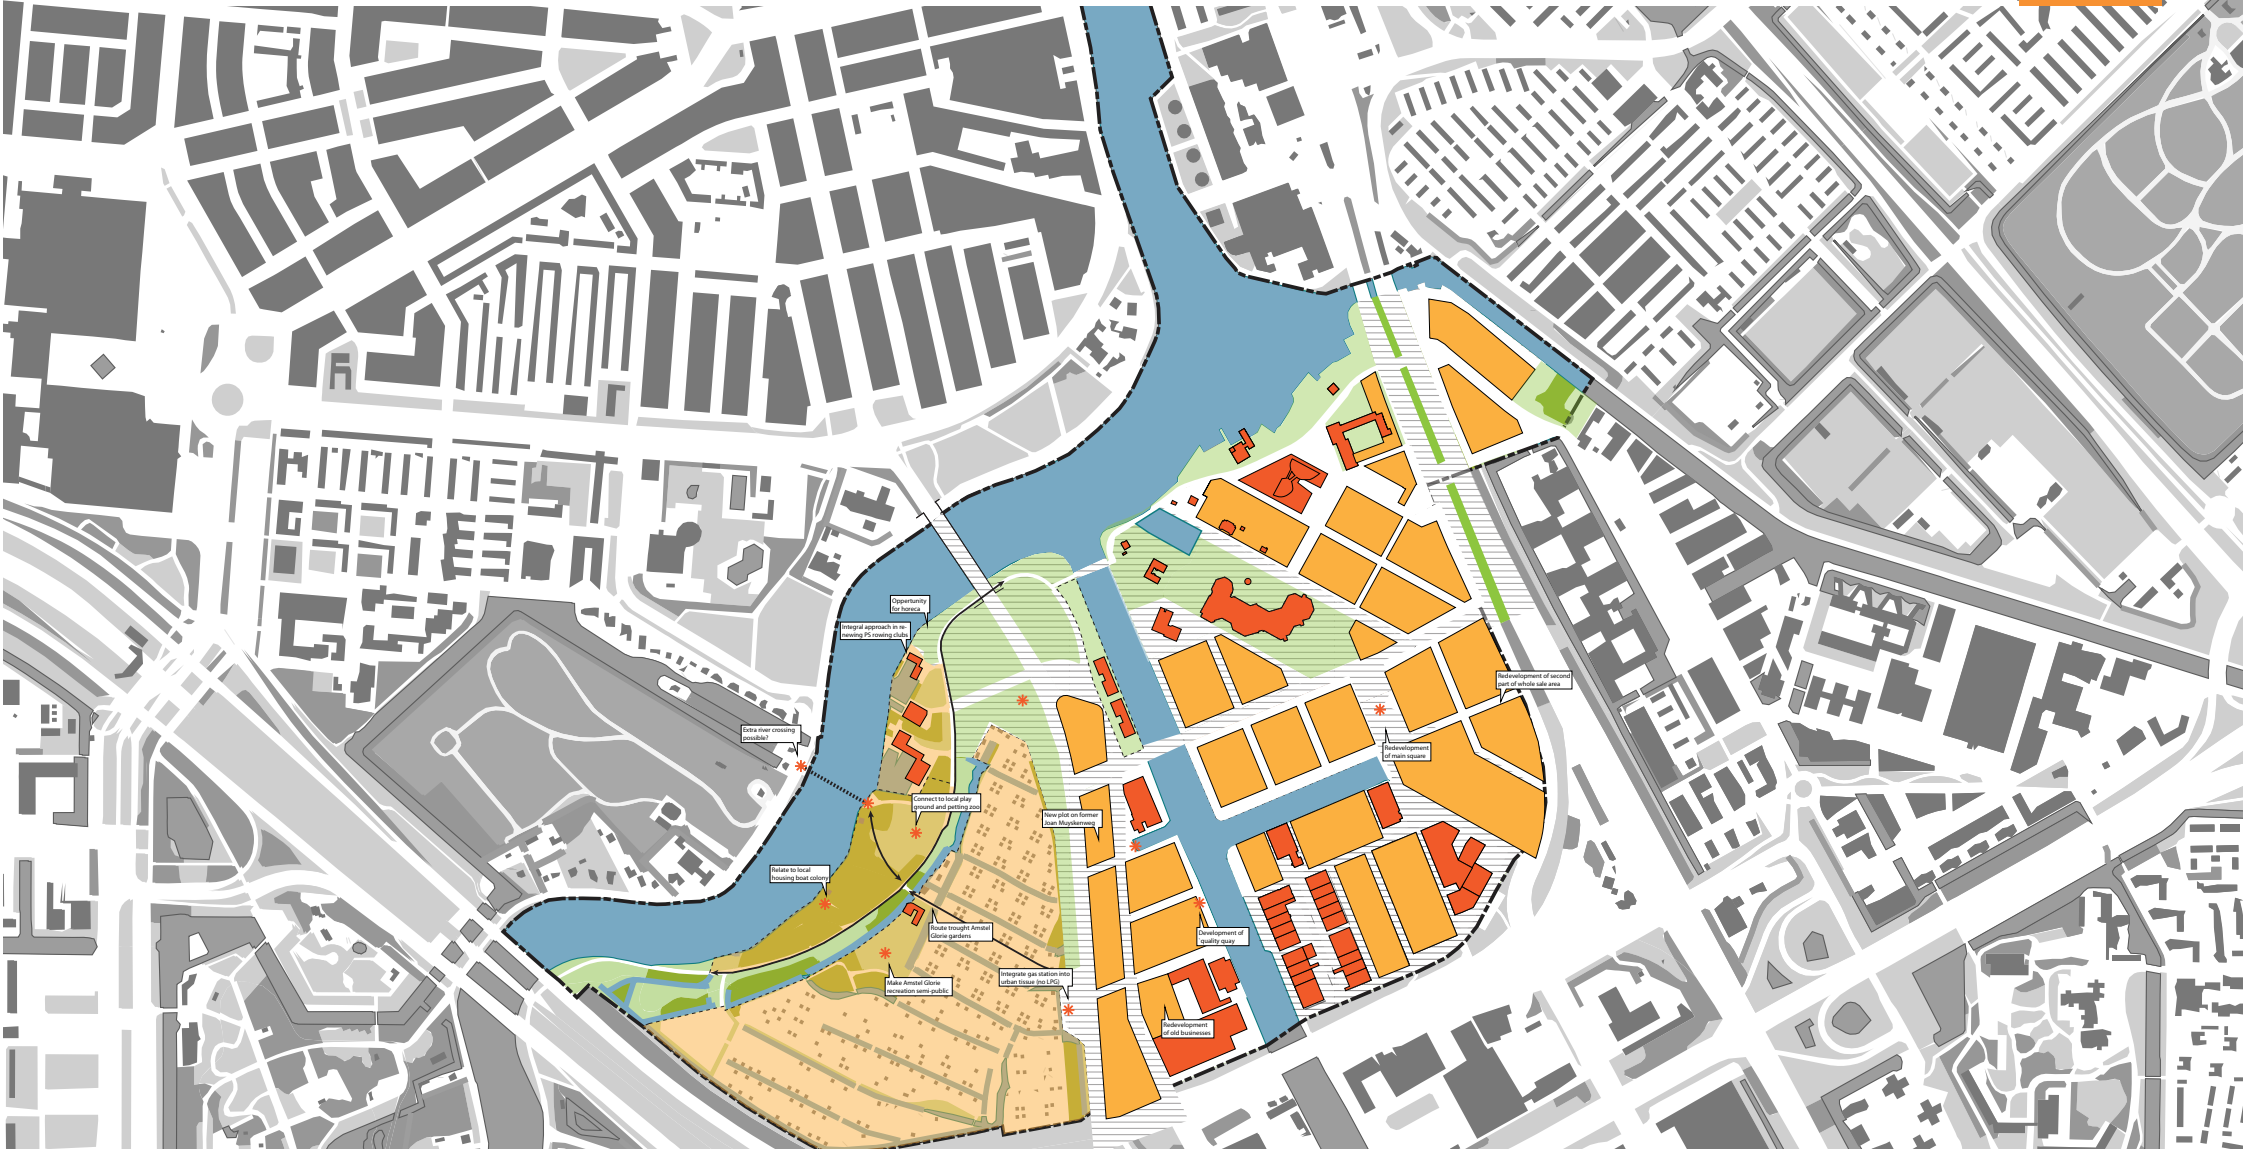 Opportunity
for horeca
Integral approach in re-
newing PS rowing clubs
Extra river crossing
possible?
Connect to local play
ground and petting zoo
Relate to local
housing boat colony
Route trought Amstel
Glorie gardens
Make Amstel Glorie
recreation semi-public
Integrate gas station into
urban tissue (no LPG)
New plot on former
Joan Muyskenweg
Development of
quality quay
Redevelopment
of old businesses
Redevelopment
of main square
Redevelopment of second
part of whole sale area